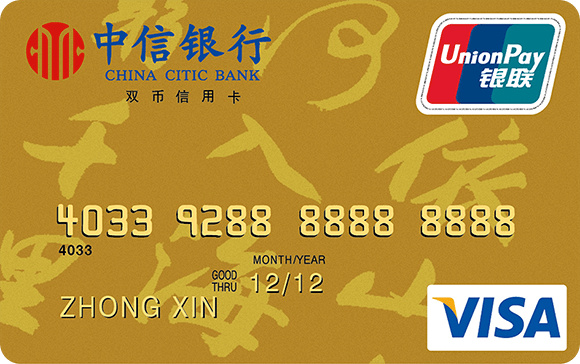 中信银行
CHINA CITIC BANK
双币信用卡
UnionPay
银联
4033 9288 8888 8888
4033
MONTH/YEAR
GOOD THRU 12/12
ZHONG XIN
VISA